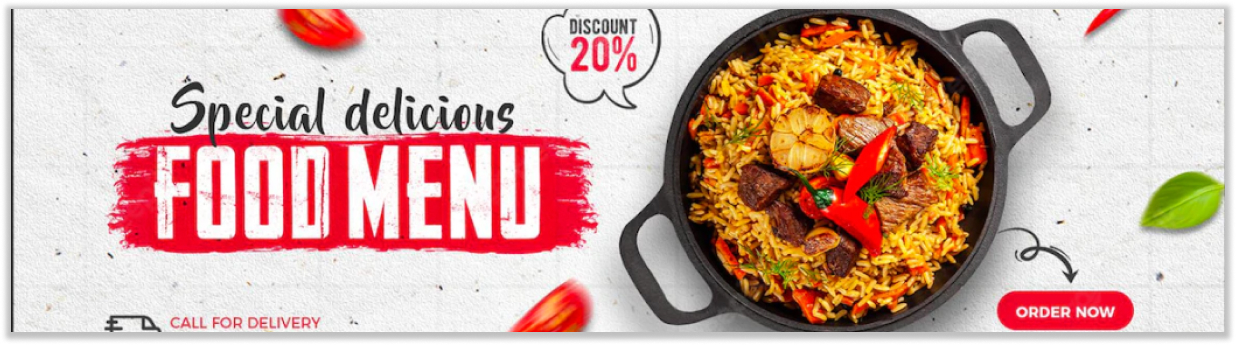 DISCOUNT
20%
Special delicious
FOOD MENU
CALL FOR DELIVERY
ORDER NOW